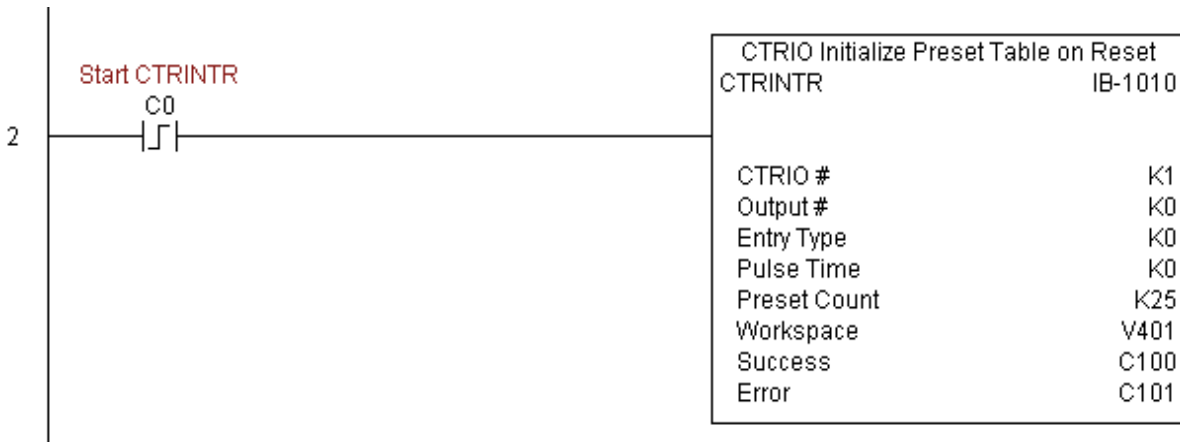 Start CTRINTR
C0
2
CTRIO Initialize Preset Table on Reset
CTRINTR IB-1010
CTRIO # K1
Output # K0
Entry Type K0
Pulse Time K0
Preset Count K25
Workspace V401
Success C100
Error C101